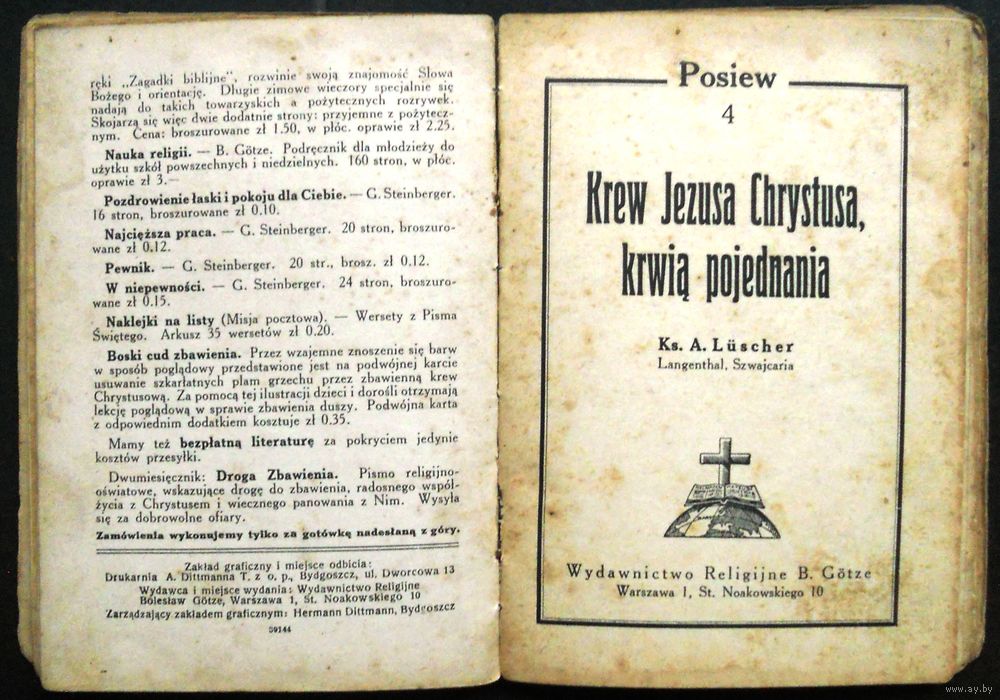 ręki „Zagadki biblijne", rozwinie swoją znajomość Słowa
Bożego i orientację. Długie zimowe wieczory specjalnie się
nadają do takich towarzyskich a pożytecznych rozrywek.
Skojarzą się więc dwie dodatnie strony: przyjemne z pożytecz-
nym. Cena: broszurowane zł 1.50, w płóc. oprawie zł 2.25.
Nauka religii. — B. Götze. Podręcznik dla młodzieży do
użytku szkół powszechnych i niedzielnych. 160 stron, w płóc.
oprawie zł 3.—
Pozdrowienie łaski i pokoju dla Ciebie. — G. Steinberger.
16 stron, broszurowane zł 0.10.
Najcięższa praca. — G. Steinberger. 20 stron, broszuro-
wane zł 0.12.
Pewnik. — G. Steinberger. 20 str., brosz. zł 0.12.
W niepewności. — G. Steinberger. 24 stron, broszuro-
wane zł 0.15.
Naklejki na listy (Misja pocztowa). — Wersety z Pisma
Świętego. Arkusz 35 wersetów zł 0.20.
Boski cud zbawienia. Przez wzajemne znoszenie się barw
w sposób poglądowy przedstawione jest na podwójnej karcie
usuwanie szkarłatnych plam grzechu przez zbawienną krew
Chrystusową. Za pomocą tej ilustracji dzieci i dorośli otrzymają
lekcję poglądową w sprawie zbawienia duszy. Podwójna karta
z odpowiednim dodatkiem kosztuje zł 0.35.
Mamy też bezpłatną literaturę za pokryciem jedynie
kosztów przesyłki.
Dwumiesięcznik: Droga Zbawienia. Pismo religijno-
oświatowe, wskazujące drogę do zbawienia, radosnego współ-
życia z Chrystusem i wiecznego panowania z Nim. Wysyła
się za dobrowolne ofiary.
Zamówienia wykonujemy tylko za gotówkę nadesłaną z góry.
Zakład graficzny i miejsce odbicia:
Drukarnia A. Dittmanna T. z o. p., Bydgoszcz, ul. Dworcowa 13
Wydawca i miejsce wydania: Wydawnictwo Religijne
Bolesław Götze, Warszawa 1, St. Noakowskiego 10
Zarządzający zakładem graficznym: Hermann Dittmann, Bydgoszcz
39144
Posiew
4
Krew Jezusa Chrystusa,
krwią pojednania
Ks. A. Lüscher
Langenthal, Szwajcaria
Wydawnictwo Religijne B. Götze
Warszawa 1, St. Noakowskiego 10
www.ay.by